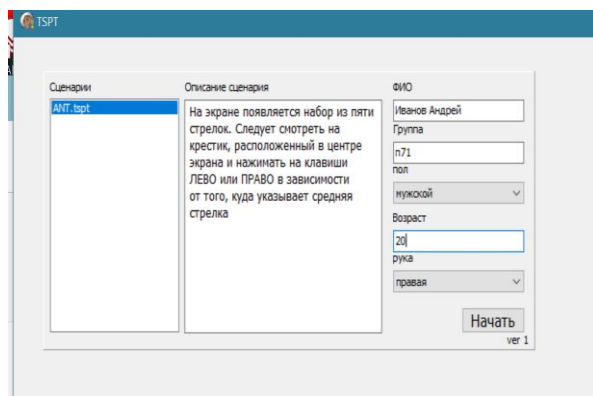 TSPT
Сценарии
ANT.tspt
Описание сценария
На экране появляется набор из пяти
стрелок. Следует смотреть на
крестик, расположенный в центре
экрана и нажимать на клавиши
ЛЕВО или ПРАВО в зависимости
от того, куда указывает средняя
стрелка
ФИО
Иванов Андрей
Группа
п71
пол
мужской
Возраст
20
рука
правая
Начать
ver 1